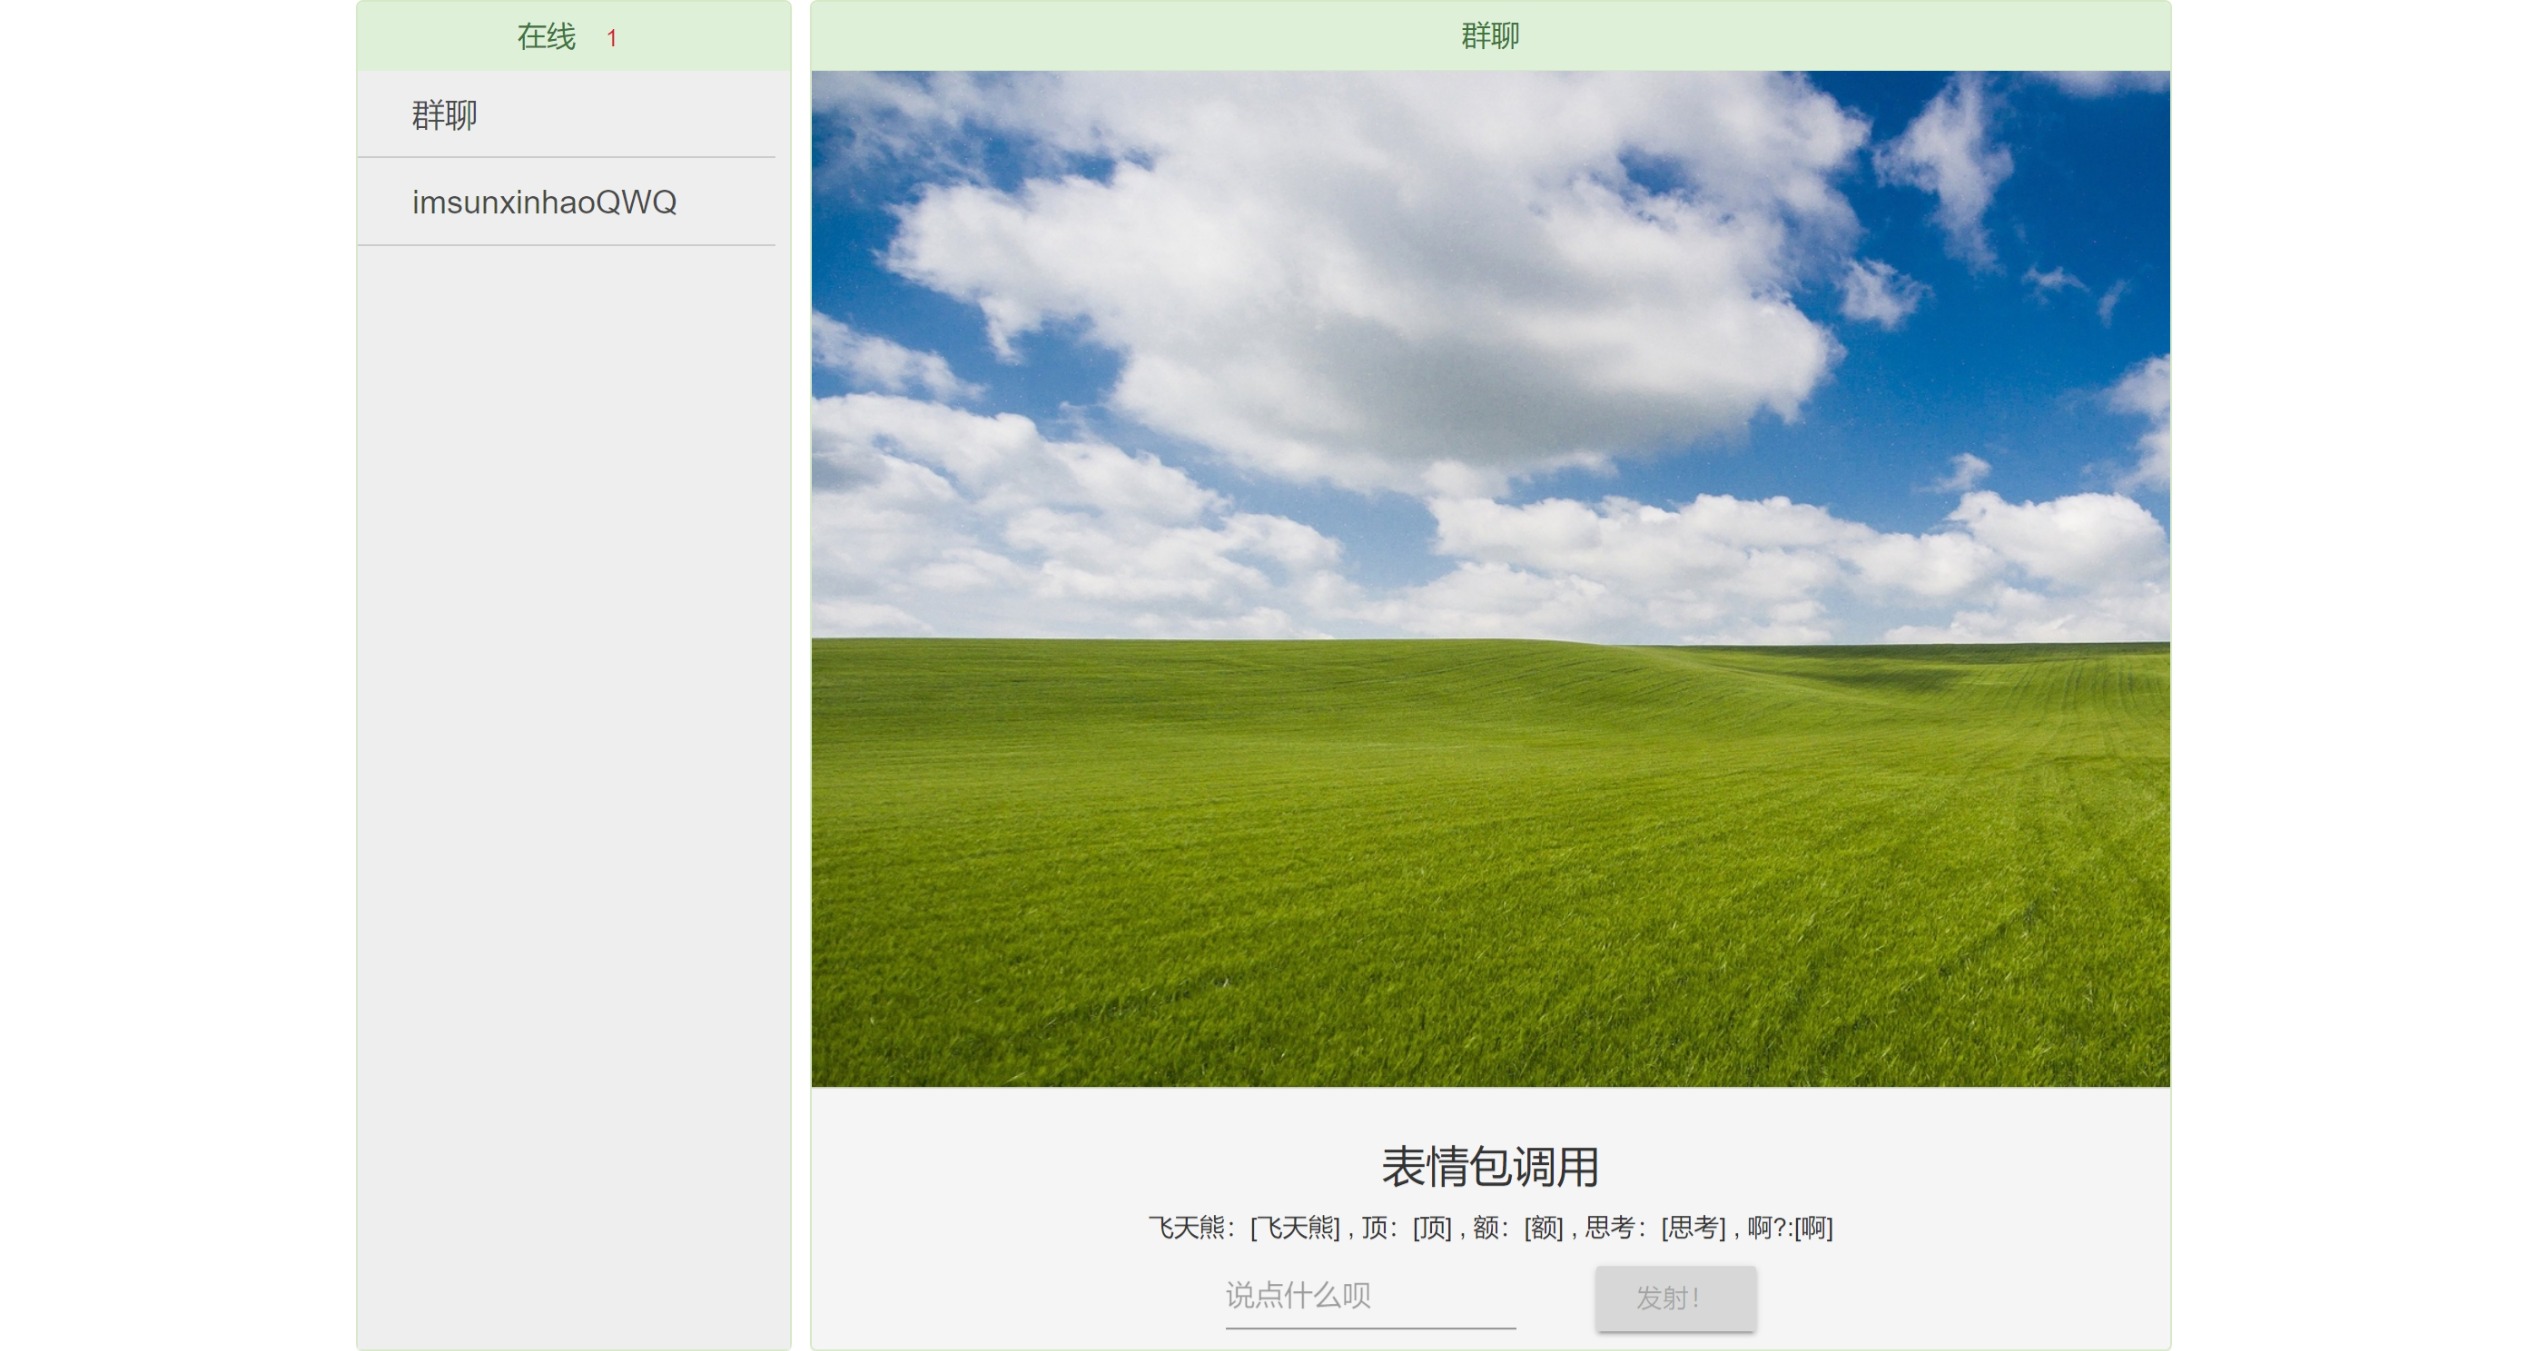 在线 1
群聊
imsunxinhaoQWQ
群聊
表情包调用
飞天熊：[飞天熊] , 顶：[顶] , 额：[额] , 思考：[思考] , 啊?:[啊]
说点什么呗
发射！